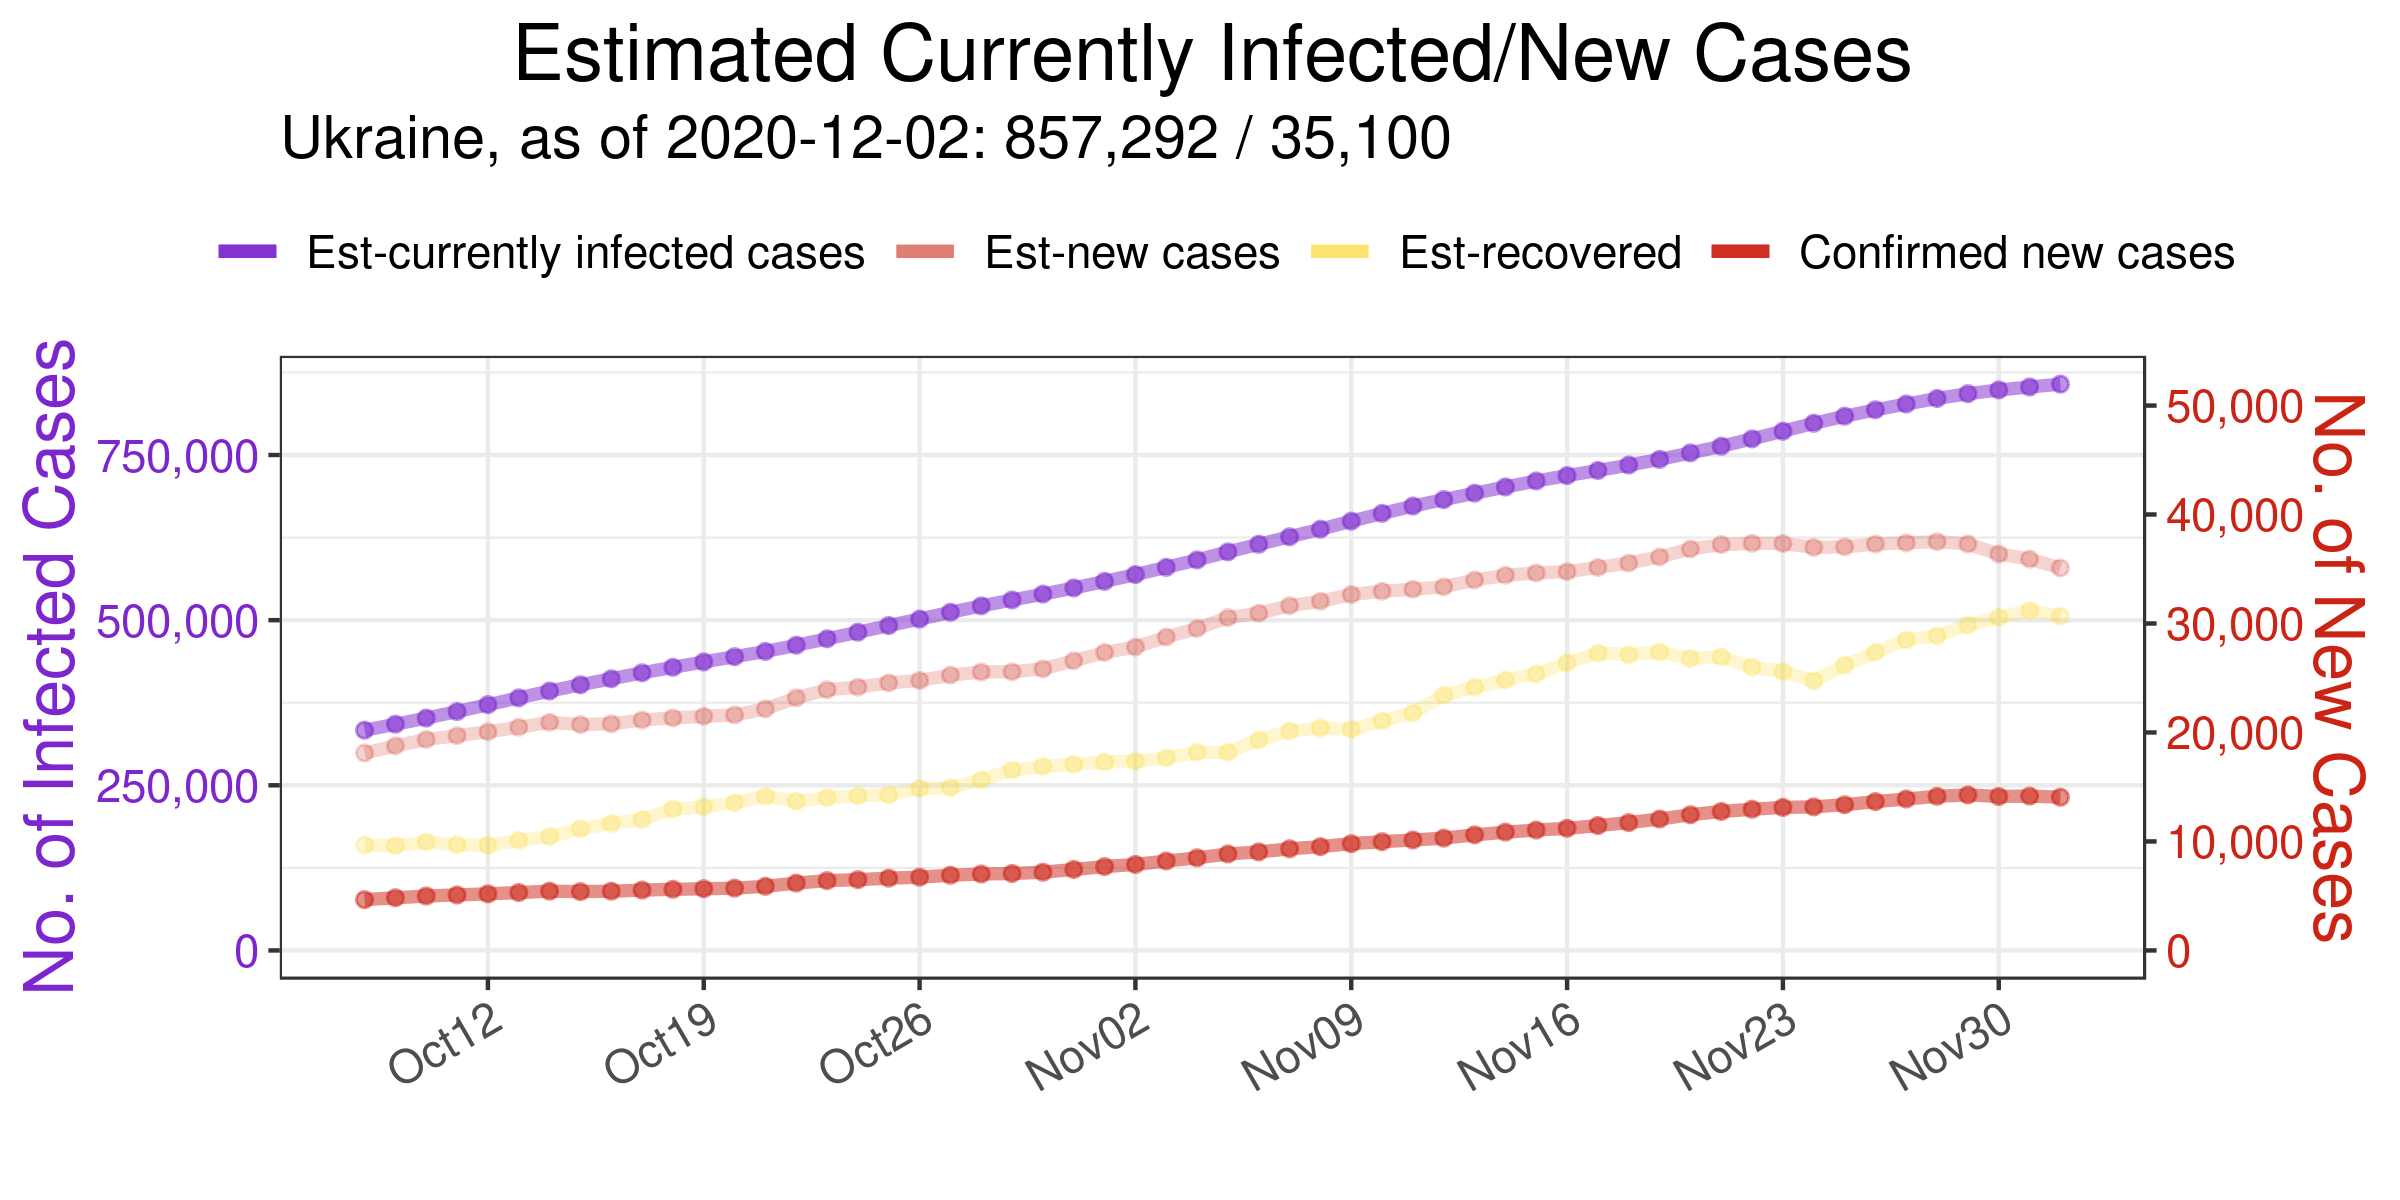 Estimated Currently Infected/New Cases
Ukraine, as of 2020-12-02: 857,292 / 35,100
Est-currently infected cases Est-new cases Est-recovered Confirmed new cases
No. of Infected Cases
750,000
500,000
250,000
0
50,000
40,000
30,000
20,000
10,000
0
No. of New Cases
Oct12 Oct19 Oct26 Nov02 Nov09 Nov16 Nov23 Nov30